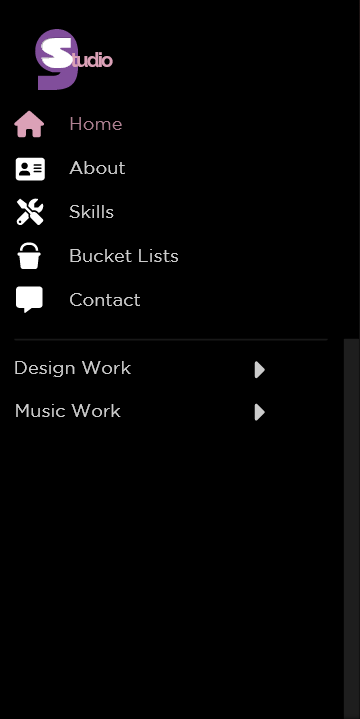 Studio
Home
About
Skills
Bucket Lists
Contact
Design Work
Music Work